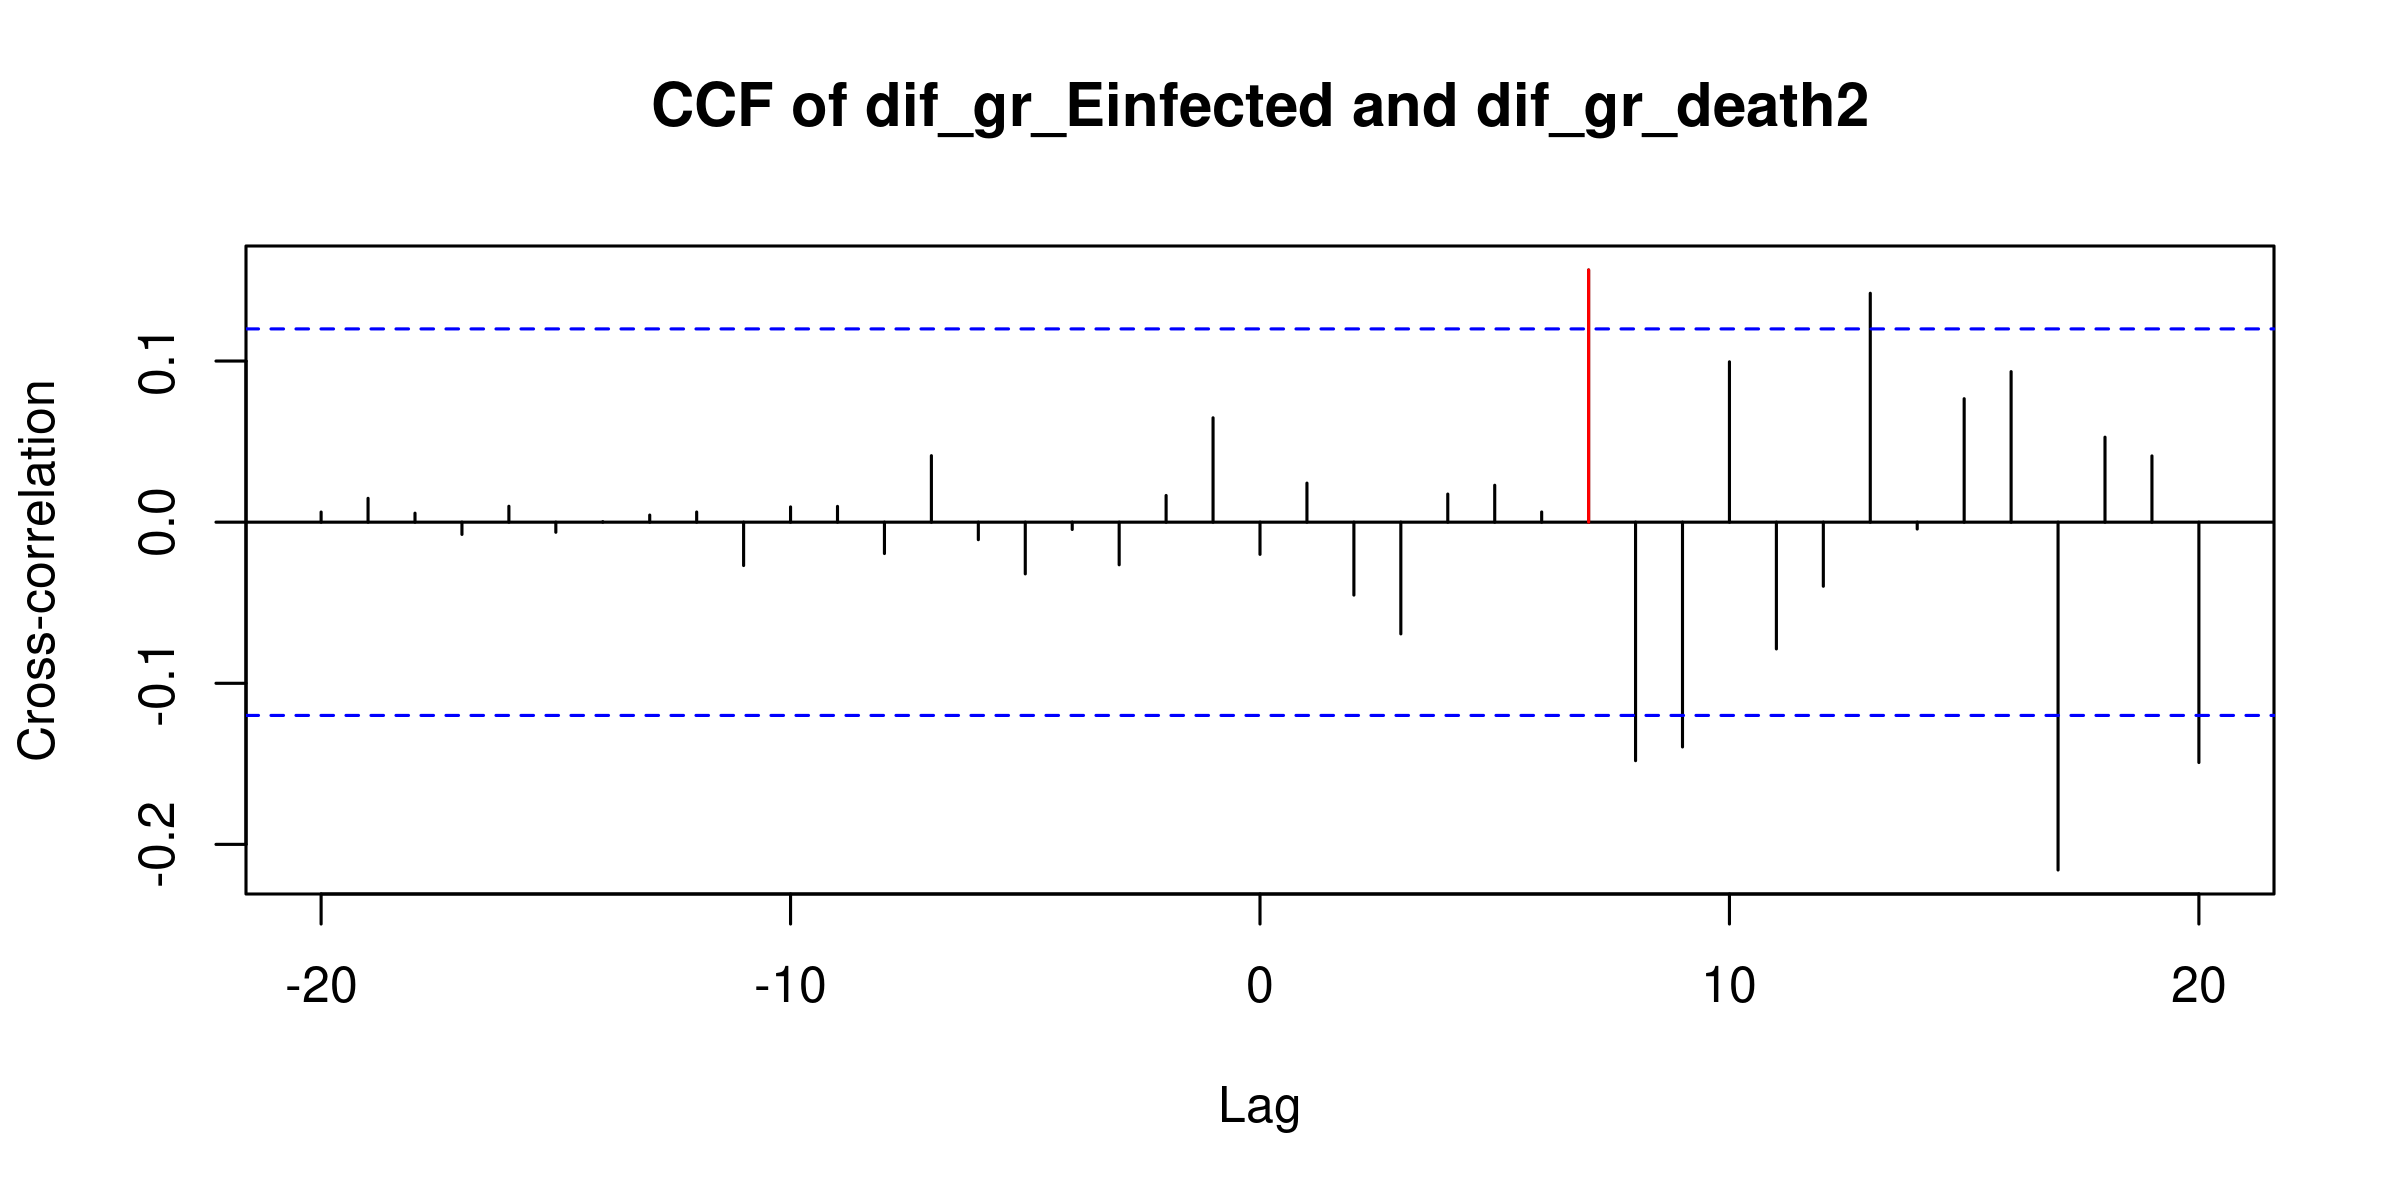 CCF of dif_gr_Einfected and dif_gr_death2
Cross-correlation
0.1
0.0
-0.1
-0.2
-20 -10 0 10 20
Lag